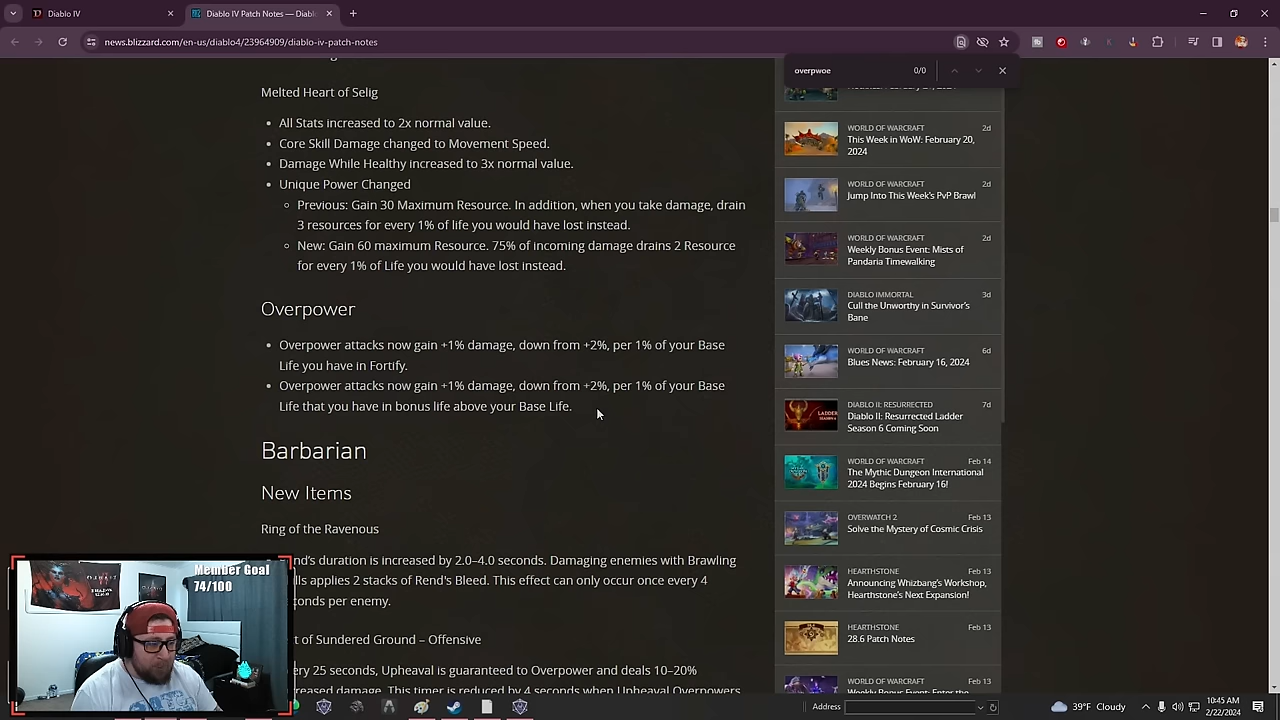 Diablo IV
Diablo IV Patch Notes — Diablo
news.blizzard.com/en-us/diablo4/23964909/diablo-iv-patch-notes
overpwoe 0/0
Melted Heart of Selig
All Stats increased to 2x normal value.
Core Skill Damage changed to Movement Speed.
Damage While Healthy increased to 3x normal value.
Unique Power Changed
Previous: Gain 30 Maximum Resource. In addition, when you take damage, drain
3 resources for every 1% of life you would have lost instead.
New: Gain 60 maximum Resource. 75% of incoming damage drains 2 Resource
for every 1% of Life you would have lost instead.
Overpower
Overpower attacks now gain +1% damage, down from +2%, per 1% of your Base
Life you have in Fortify.
Overpower attacks now gain +1% damage, down from +2%, per 1% of your Base
Life that you have in bonus life above your Base Life.
Barbarian
New Items
Ring of the Ravenous
end's duration is increased by 2.0–4.0 seconds. Damaging enemies with Brawling
lls applies 2 stacks of Rend's Bleed. This effect can only occur once every 4
onds per enemy.
ct of Sundered Ground – Offensive
ery 25 seconds, Upheaval is guaranteed to Overpower and deals 10–20%
creased damage. This timer is reduced by 4 seconds when Upheaval Overpowers
WORLD OF WARCRAFT 2d
This Week in WoW: February 20,
2024
WORLD OF WARCRAFT 2d
Jump Into This Week's PvP Brawl
WORLD OF WARCRAFT 2d
Weekly Bonus Event: Mists of
Pandaria Timewalking
DIABLO IMMORTAL 3d
Cull the Unworthy in Survivor's
Bane
WORLD OF WARCRAFT 6d
Blues News: February 16, 2024
DIABLO II: RESURRECTED 7d
Diablo II: Resurrected Ladder
Season 6 Coming Soon
WORLD OF WARCRAFT Feb 14
The Mythic Dungeon International
2024 Begins February 16!
OVERWATCH 2 Feb 13
Solve the Mystery of Cosmic Crisis
HEARTHSTONE Feb 13
Announcing Whizbang's Workshop,
Hearthstone's Next Expansion!
HEARTHSTONE Feb 13
28.6 Patch Notes
WORLD OF WARCRAFT Feb 13
Weekly Bonus Event: Enter the
Member Goal
74/100
Address
39°F Cloudy
10:45 AM
2/22/2024